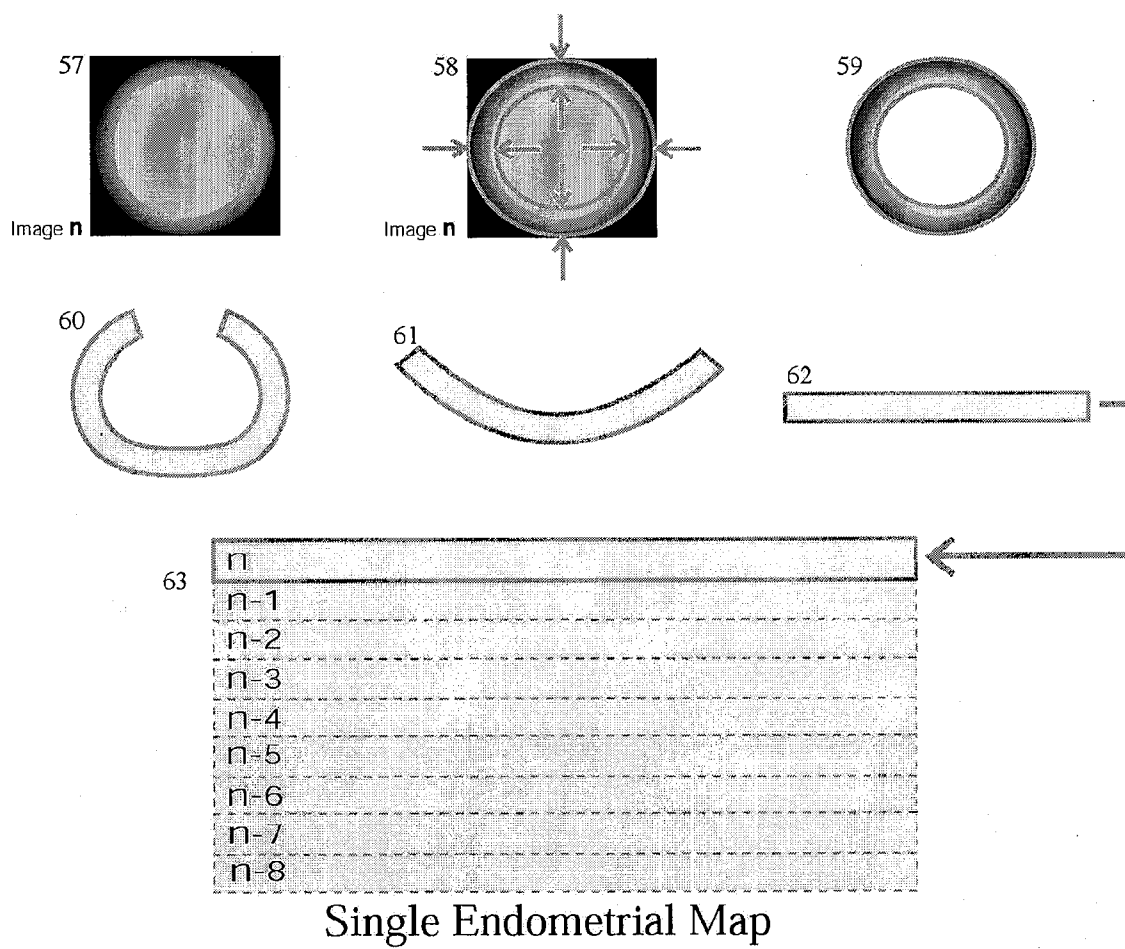 57
58
59
Image n
Image n
60
61
62
63
n
n-1
n-2
n-3
n-4
n-5
n-6
n-7
n-8
Single Endometrial Map